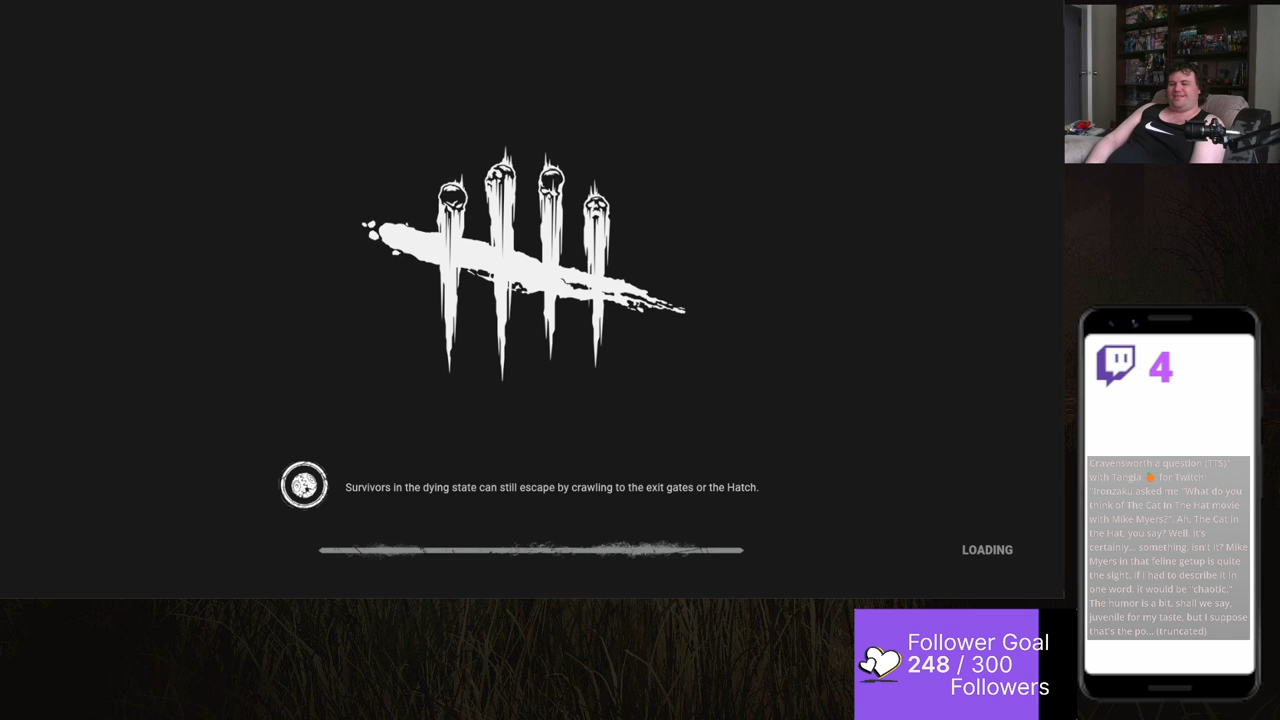 Survivors in the dying state can still escape by crawling to the exit gates or the Hatch.
LOADING
4
Cravensworth a question (TTS)"
with Tangia for Twitch:
"Ironzaku asked me "What do you
think of The Cat In The Hat movie
with Mike Myers?". Ah, The Cat in
the Hat, you say? Well, it's
certainly... something, isn't it? Mike
Myers in that feline getup is quite
the sight. If I had to describe it in
one word, it would be "chaotic."
The humor is a bit, shall we say,
juvenile for my taste, but I suppose
that's the po... (truncated)
Follower Goal
248 / 300
Followers